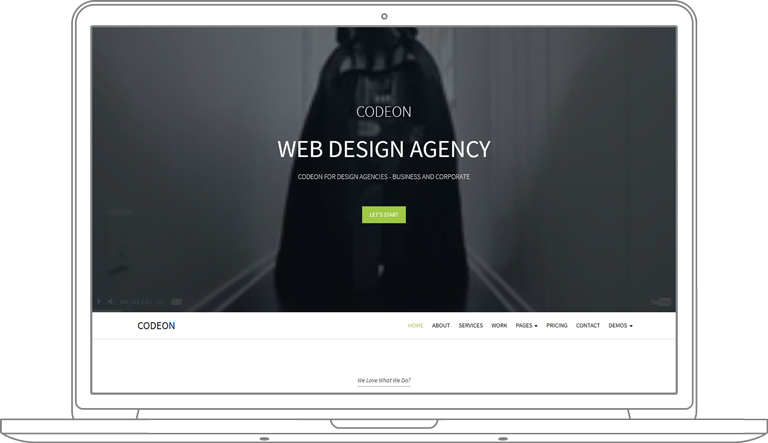 CODEON
WEB DESIGN AGENCY
CODEON FOR DESIGN AGENCIES - BUSINESS AND CORPORATE
LET'S START
CODEON
HOME ABOUT SERVICES WORK PAGES PRICING CONTACT DEMOS
We Love What We Do?